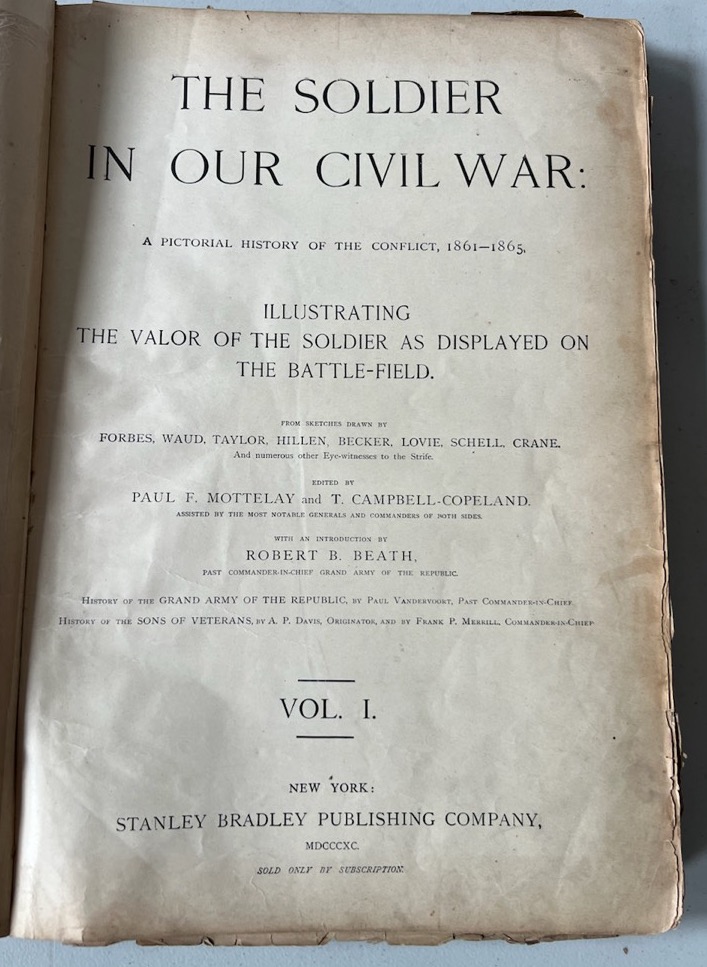 THE SOLDIER
IN OUR CIVIL WAR:
A PICTORIAL HISTORY OF THE CONFLICT, 1861—1865,
ILLUSTRATING
THE VALOR OF THE SOLDIER AS DISPLAYED ON
THE BATTLE-FIELD.
FROM SKETCHES DRAWN BY
FORBES, WAUD, TAYLOR, HILLEN, BECKER, LOVIE, SCHELL, CRANE,
And numerous other Eye-witnesses to the Strife.
EDITED BY
PAUL F. MOTTELAY and T. CAMPBELL-COPELAND.
ASSISTED BY THE MOST NOTABLE GENERALS AND COMMANDERS OF BOTH SIDES.
WITH AN INTRODUCTION BY
ROBERT B. BEATH,
PAST COMMANDER-IN-CHIEF GRAND ARMY OF THE REPUBLIC.
HISTORY OF THE GRAND ARMY OF THE REPUBLIC, BY PAUL VANDERVOORT, PAST COMMANDER-IN-CHIEF
HISTORY OF THE SONS OF VETERANS, BY A. P. DAVIS, ORIGINATOR, AND BY FRANK P. MERRILL, COMMANDER-IN-CHIEF
VOL. I.
NEW YORK:
STANLEY BRADLEY PUBLISHING COMPANY,
MDCCCXC.
SOLD ONLY BY SUBSCRIPTION.